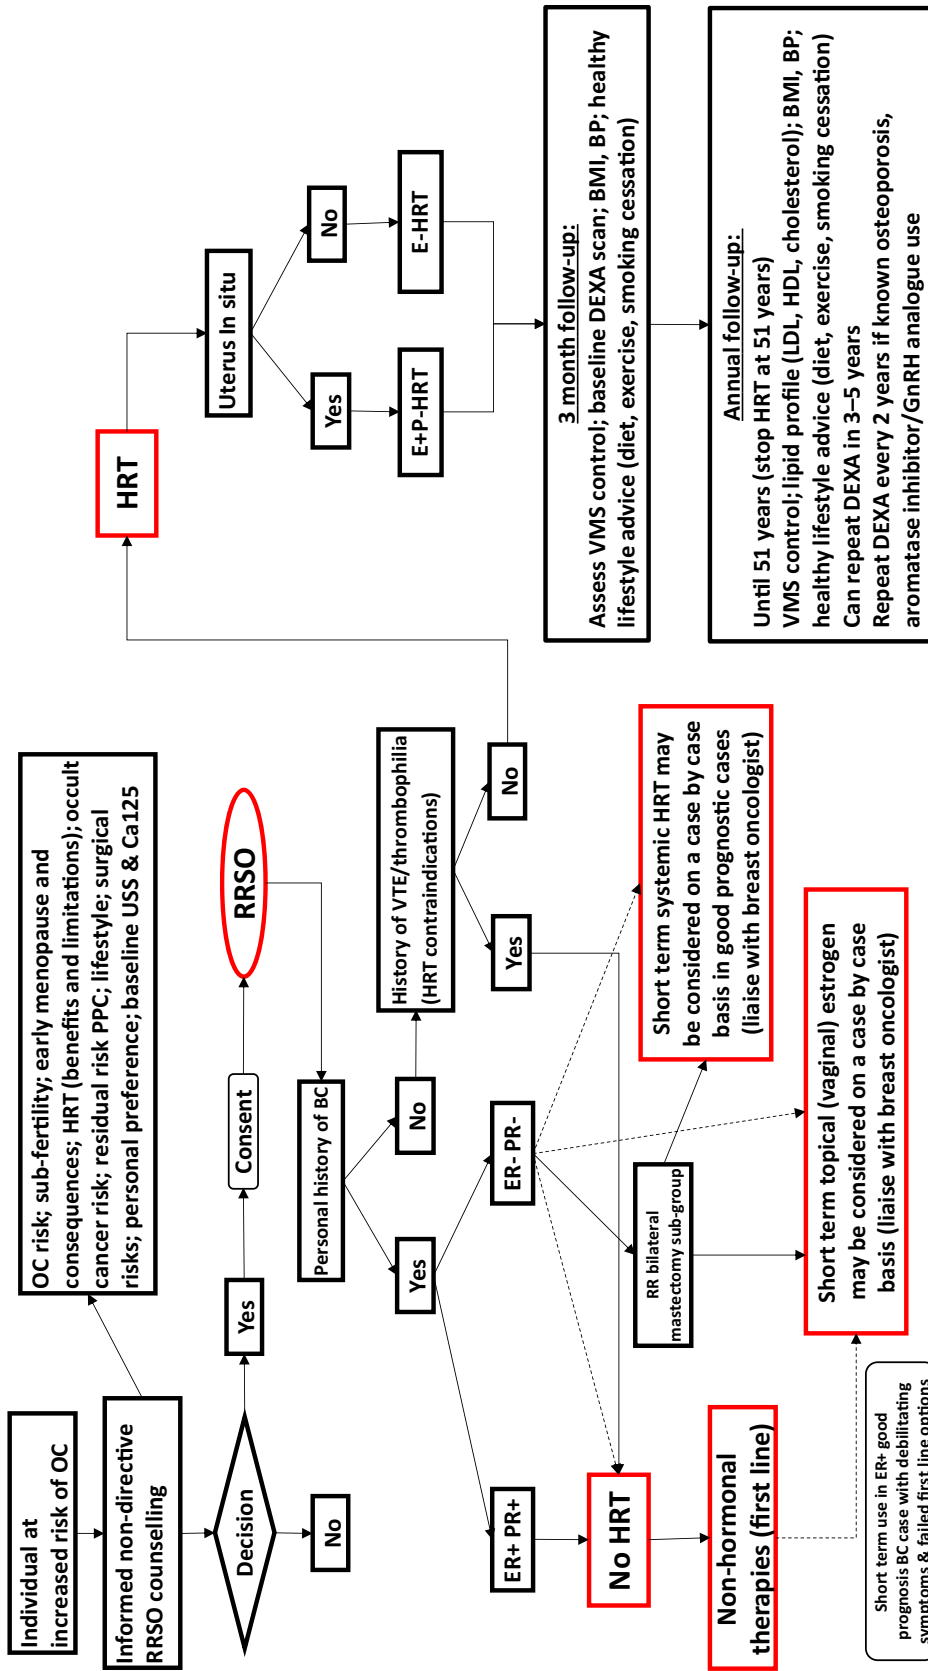 Individual at
increased risk of OC
Informed non-directive
RRSO counselling
OC risk; sub-fertility; early menopause and
consequences; HRT (benefits and limitations); occult
cancer risk; residual risk PPC; lifestyle; surgical
risks; personal preference; baseline USS & Ca125
Decision
No
Yes
Consent
RRSO
Personal history of BC
Yes
No
History of VTE/thrombophilia
(HRT contraindications)
Yes
No
ER+ PR+
ER- PR-
No HRT
Non-hormonal
therapies (first line)
RR bilateral
mastectomy sub-group
Short term systemic HRT may
be considered on a case by case
basis in good prognostic cases
(liaise with breast oncologist)
Short term topical (vaginal) estrogen
may be considered on a case by case
basis (liaise with breast oncologist)
Short term use in ER+ good
prognosis BC case with debilitating
symptoms & failed first line options
HRT
Uterus In situ
Yes
No
E+P-HRT
E-HRT
3 month follow-up:
Assess VMS control; baseline DEXA scan; BMI, BP; healthy
lifestyle advice (diet, exercise, smoking cessation)
Annual follow-up:
Until 51 years (stop HRT at 51 years)
VMS control; lipid profile (LDL, HDL, cholesterol); BMI, BP;
healthy lifestyle advice (diet, exercise, smoking cessation)
Can repeat DEXA in 3–5 years
Repeat DEXA every 2 years if known osteoporosis,
aromatase inhibitor/GnRH analogue use